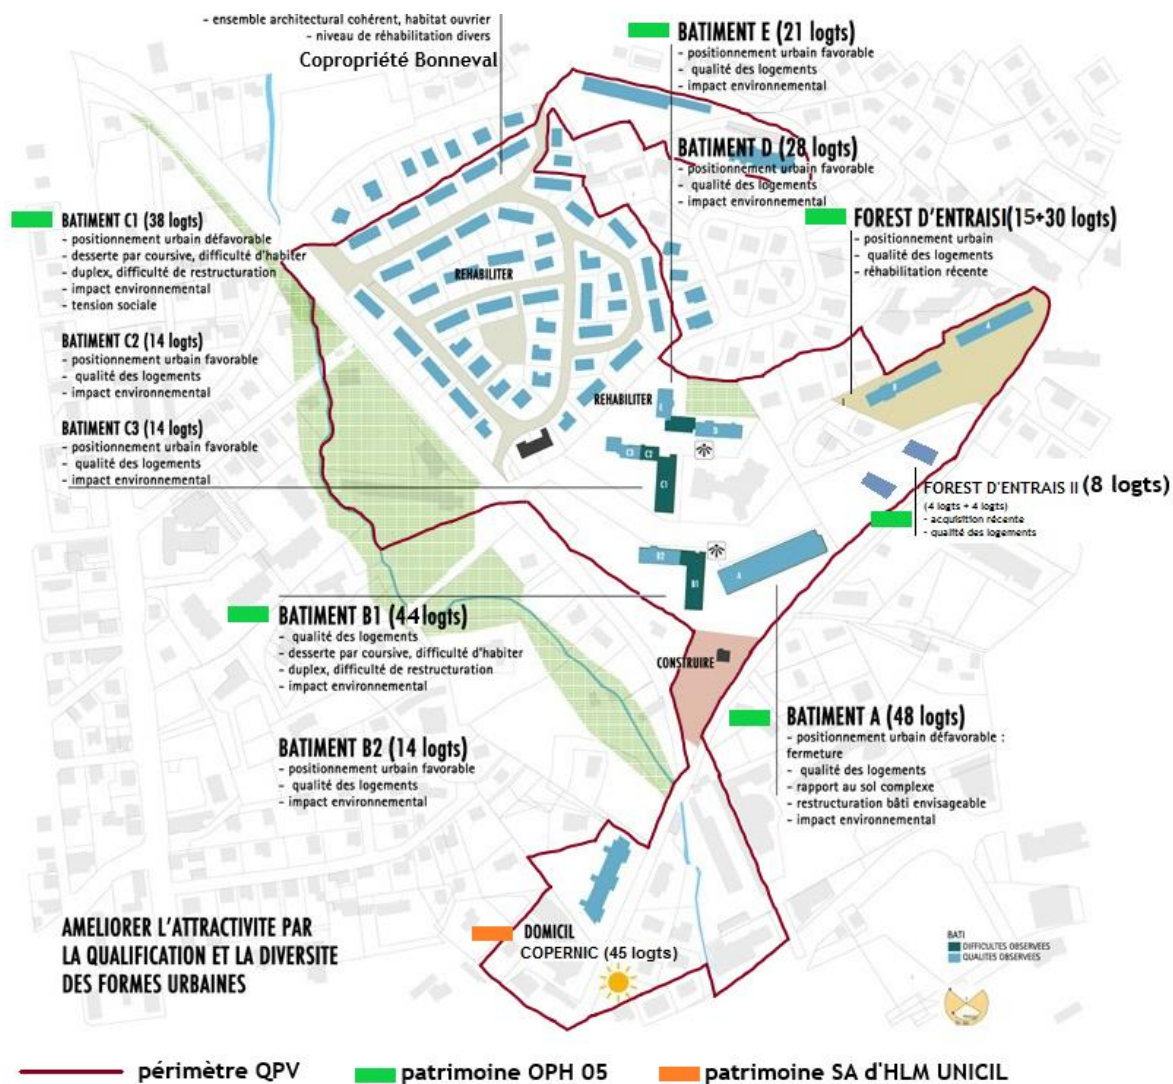 - ensemble architectural cohérent, habitat ouvrier
- niveau de réhabilitation divers
Copropriété Bonneval
BATIMENT E (21 logts)
- positionnement urbain favorable
- qualité des logements
- impact environnemental
BATIMENT D (28 logts)
- positionnement urbain favorable
- qualité des logements
- impact environnemental
BATIMENT C1 (38 logts)
- positionnement urbain défavorable
- desserte par coursive, difficulté d'habiter
- duplex, difficulté de restructuration
- impact environnemental
- tension sociale
FOREST D'ENTRAISI(15+30 logts)
- positionnement urbain
- qualité des logements
- réhabilitation récente
REHABILITER
BATIMENT C2 (14 logts)
- positionnement urbain favorable
- qualité des logements
- impact environnemental
A
B
REHABILITER
E
D
BATIMENT C3 (14 logts)
- positionnement urbain favorable
- qualité des logements
- impact environnemental
C3
C2
C1
FOREST D'ENTRAIS II (8 logts)
(4 logts + 4 logts)
- acquisition récente
- qualité des logements
B2
B1
A
BATIMENT B1 (44 logts)
- qualité des logements
- desserte par coursive, difficulté d'habiter
- duplex, difficulté de restructuration
- impact environnemental
CONSTRUIRE
BATIMENT A (48 logts)
- positionnement urbain défavorable :
fermeture
- qualité des logements
- rapport au sol complexe
- restructuration bâti envisageable
- impact environnemental
BATIMENT B2 (14 logts)
- positionnement urbain favorable
- qualité des logements
- impact environnemental
DOMICIL
COPERNIC (45 logts)
AMELIORER L'ATTRACTIVITE PAR
LA QUALIFICATION ET LA DIVERSITE
DES FORMES URBAINES
BATI
DIFFICULTES OBSERVEES
QUALITES OBSERVEES
périmètre QPV
patrimoine OPH 05
patrimoine SA d'HLM UNICIL